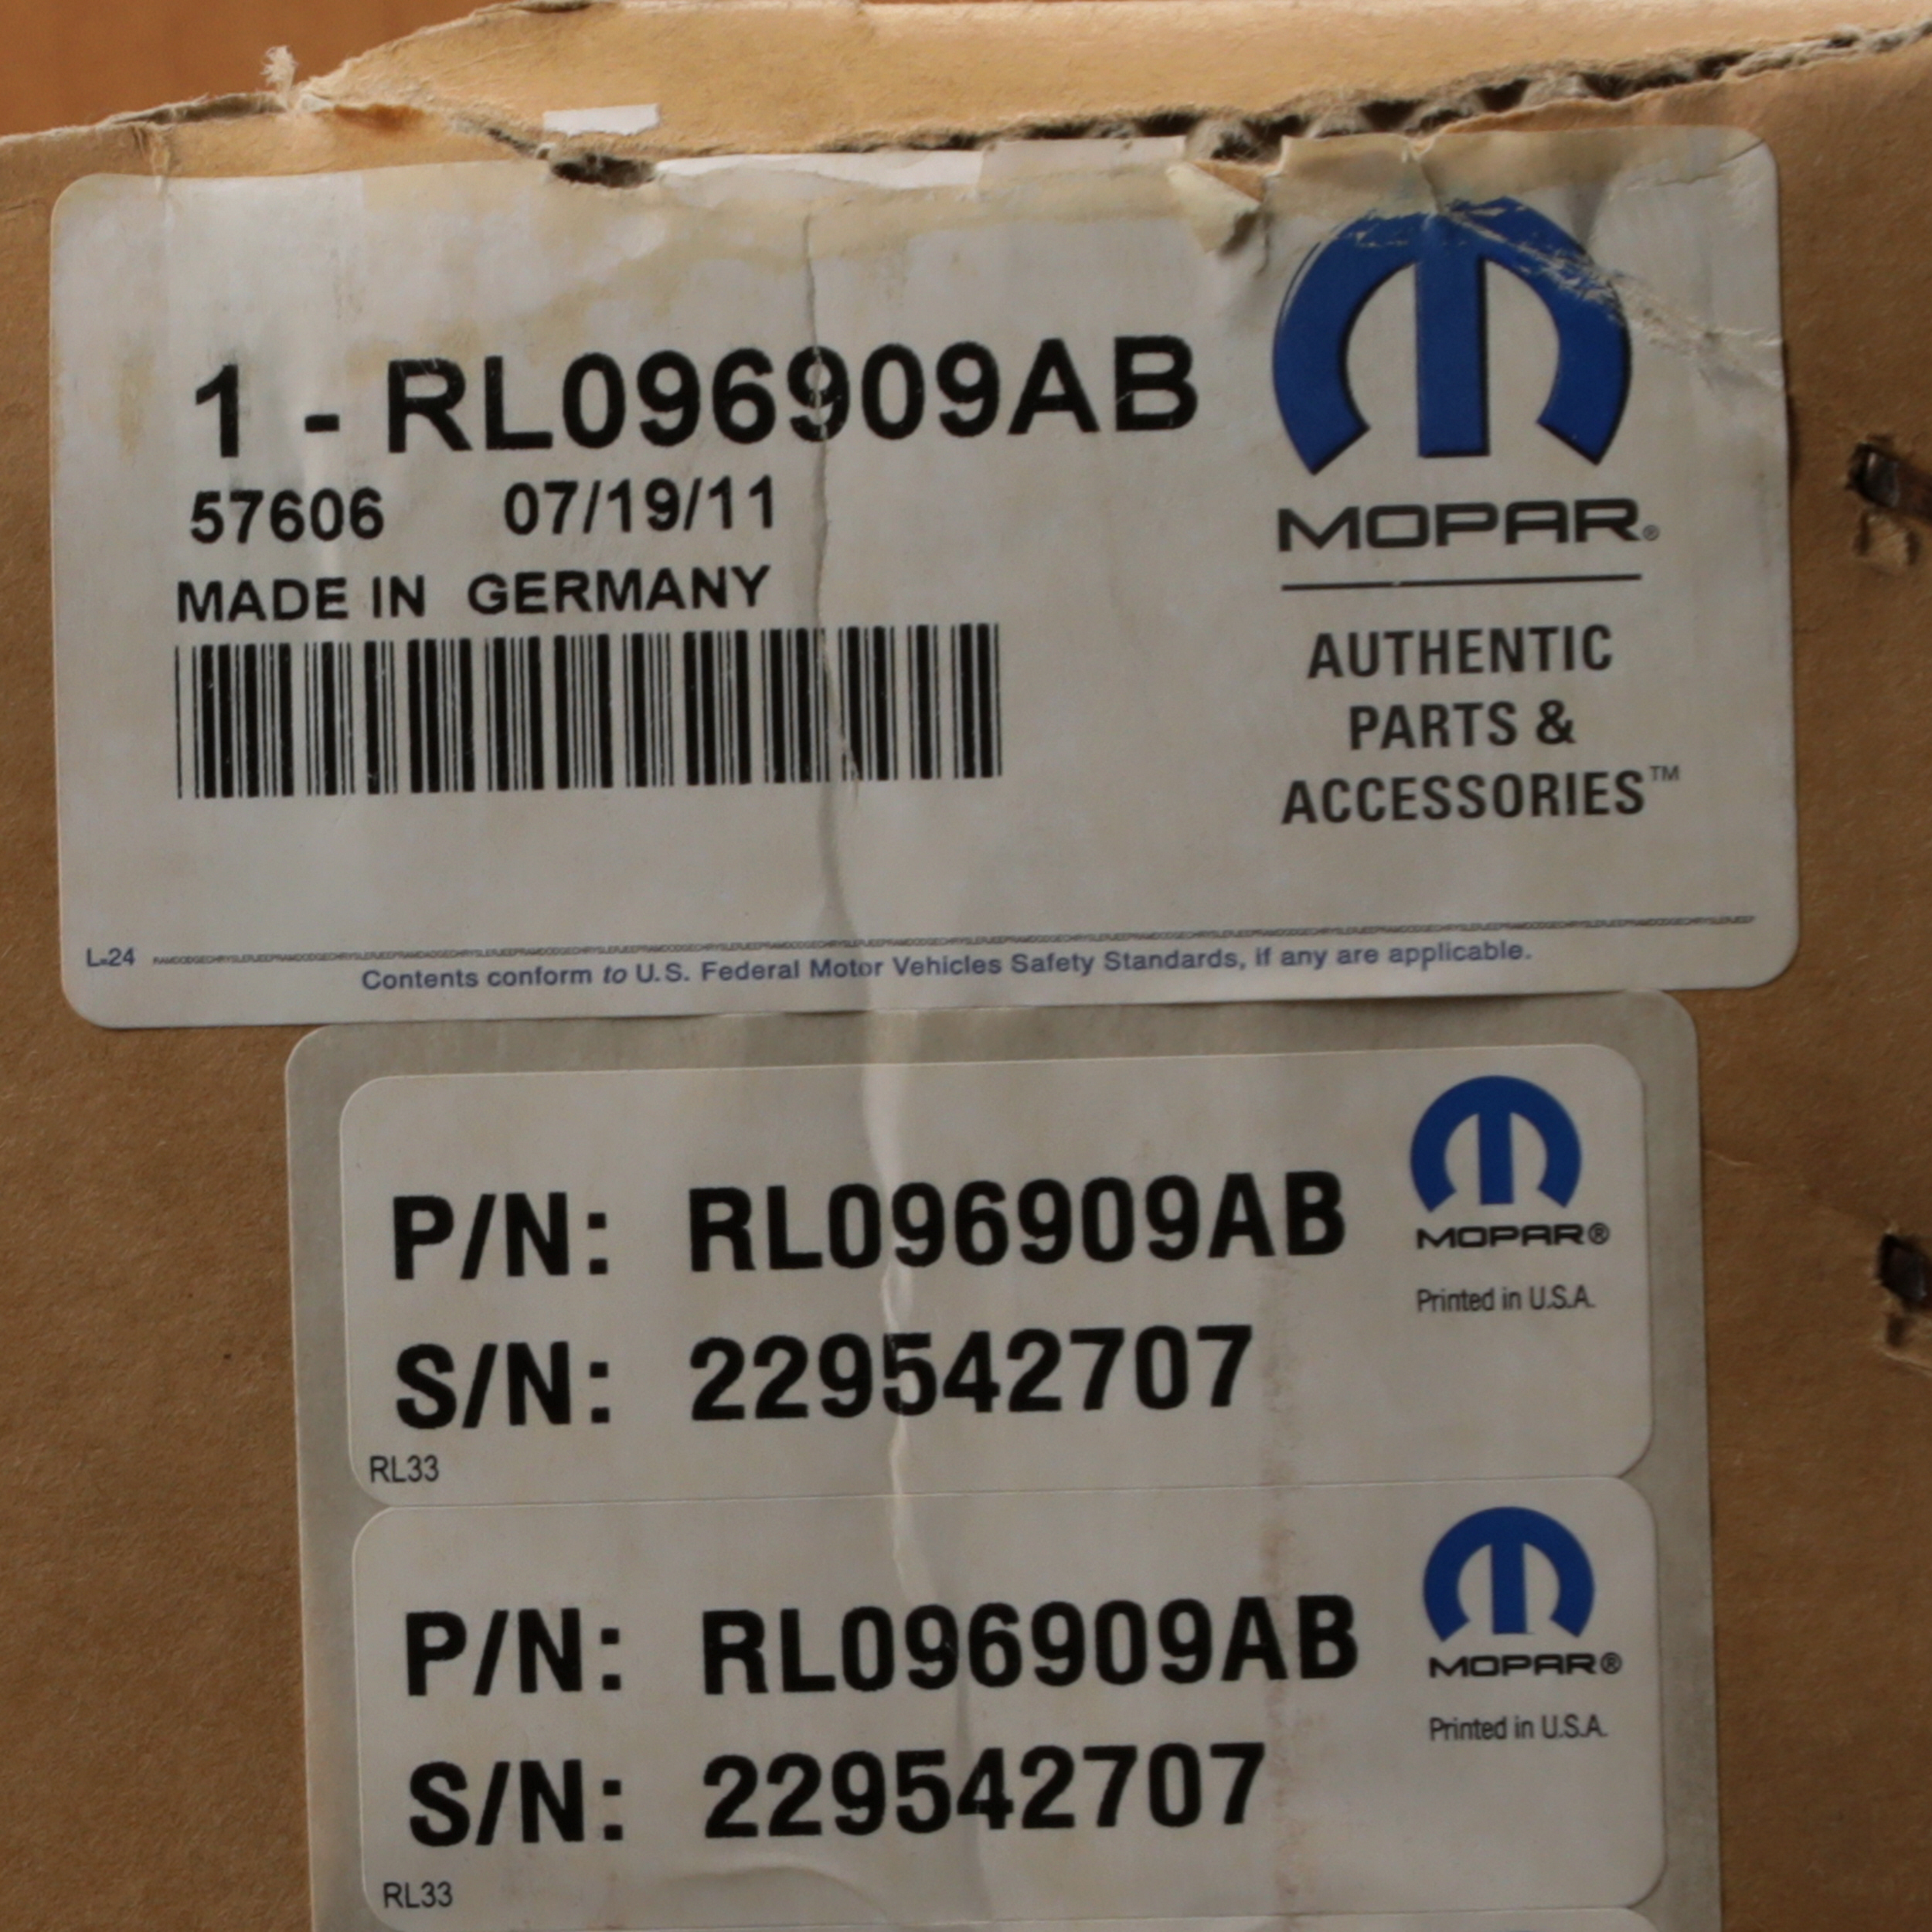 1 - RL096909AB
57606 07/19/11
MADE IN GERMANY
MOPAR®
AUTHENTIC
PARTS &
ACCESSORIES™
L-24
Contents conform to U.S. Federal Motor Vehicles Safety Standards, if any are applicable.
P/N: RL096909AB
S/N: 229542707
RL33
MOPAR®
Printed in U.S.A.
P/N: RL096909AB
S/N: 229542707
RL33
MOPAR®
Printed in U.S.A.